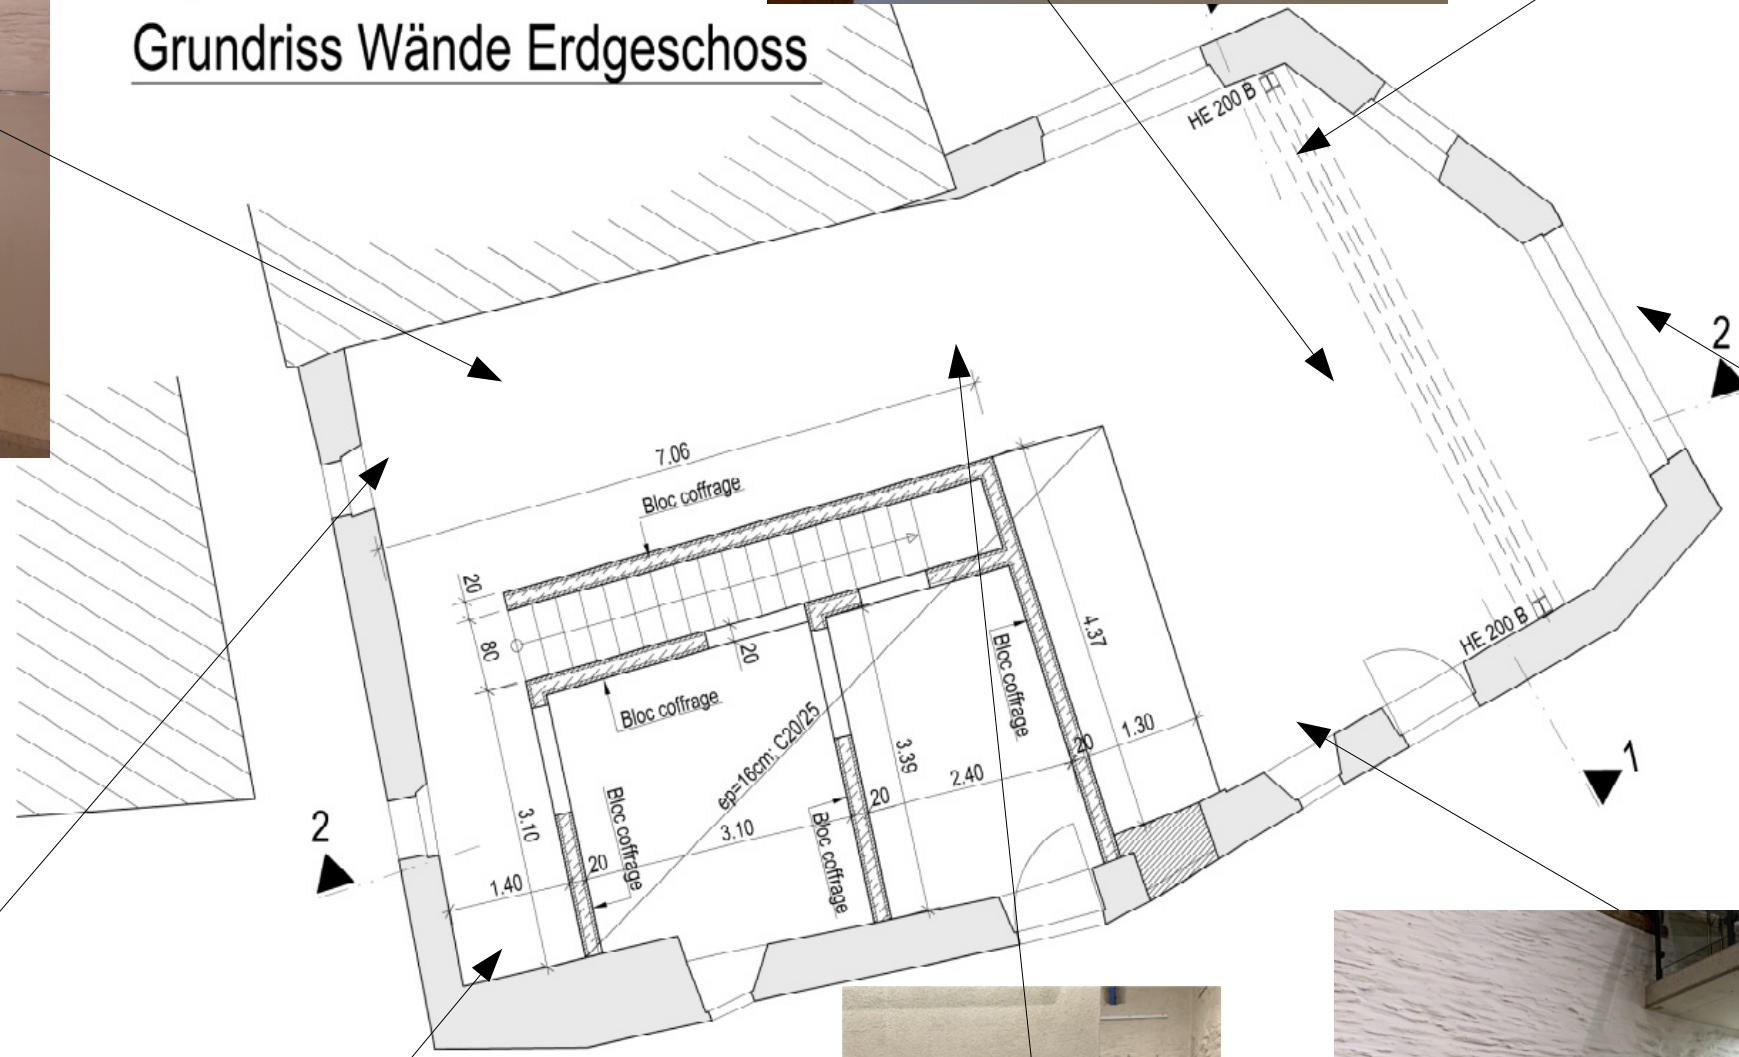 Grundriss Wände Erdgeschoss
HE 200 B
2
7.06
Bloc coffrage
20
80
20
Bloc coffrage
4.37
Bloc coffrage
HE 200 B
ep=16cm; C20/25
3.39
20
1.30
1
2.40
20
3.10
Bloc coffrage
Bloc coffrage
3.10
20
1.40
2